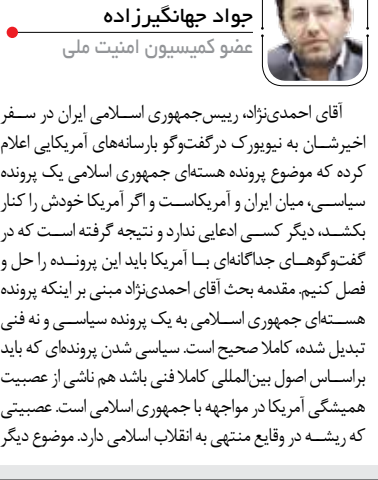 جواد جهانگیرزاده
عضو کمیسیون امنیت ملی
آقای احمدی‌نژاد، رییس‌جمهوری اسلامی ایران در سفر
اخیرشان به نیویورک درگفت‌وگو بارسانه‌های آمریکایی اعلام
کرده که موضوع پرونده هسته‌ای جمهوری اسلامی یک پرونده
سیاسی، میان ایران و آمریکاست و اگر آمریکا خودش را کنار
بکشد، دیگر کسی ادعایی ندارد و نتیجه گرفته است که در
گفت‌وگوهای جداگانه‌ای با آمریکا باید این پرونده را حل و
فصل کنیم. مقدمه بحث آقای احمدی‌نژاد مبنی بر اینکه پرونده
هسته‌ای جمهوری اسلامی به یک پرونده سیاسی و نه فنی
تبدیل شده، کاملا صحیح است. سیاسی شدن پرونده‌ای که باید
براساس اصول بین‌المللی کاملا فنی باشد هم ناشی از عصبیت
همیشگی آمریکا در مواجهه با جمهوری اسلامی است. عصبیتی
که ریشه در وقایع منتهی به انقلاب اسلامی دارد. موضوع دیگر